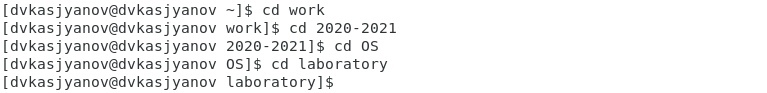 [dvkasjyanov@dvkasjyanov ~]$ cd work
[dvkasjyanov@dvkasjyanov work]$ cd 2020-2021
[dvkasjyanov@dvkasjyanov 2020-2021]$ cd OS
[dvkasjyanov@dvkasjyanov OS]$ cd laboratory
[dvkasjyanov@dvkasjyanov laboratory]$